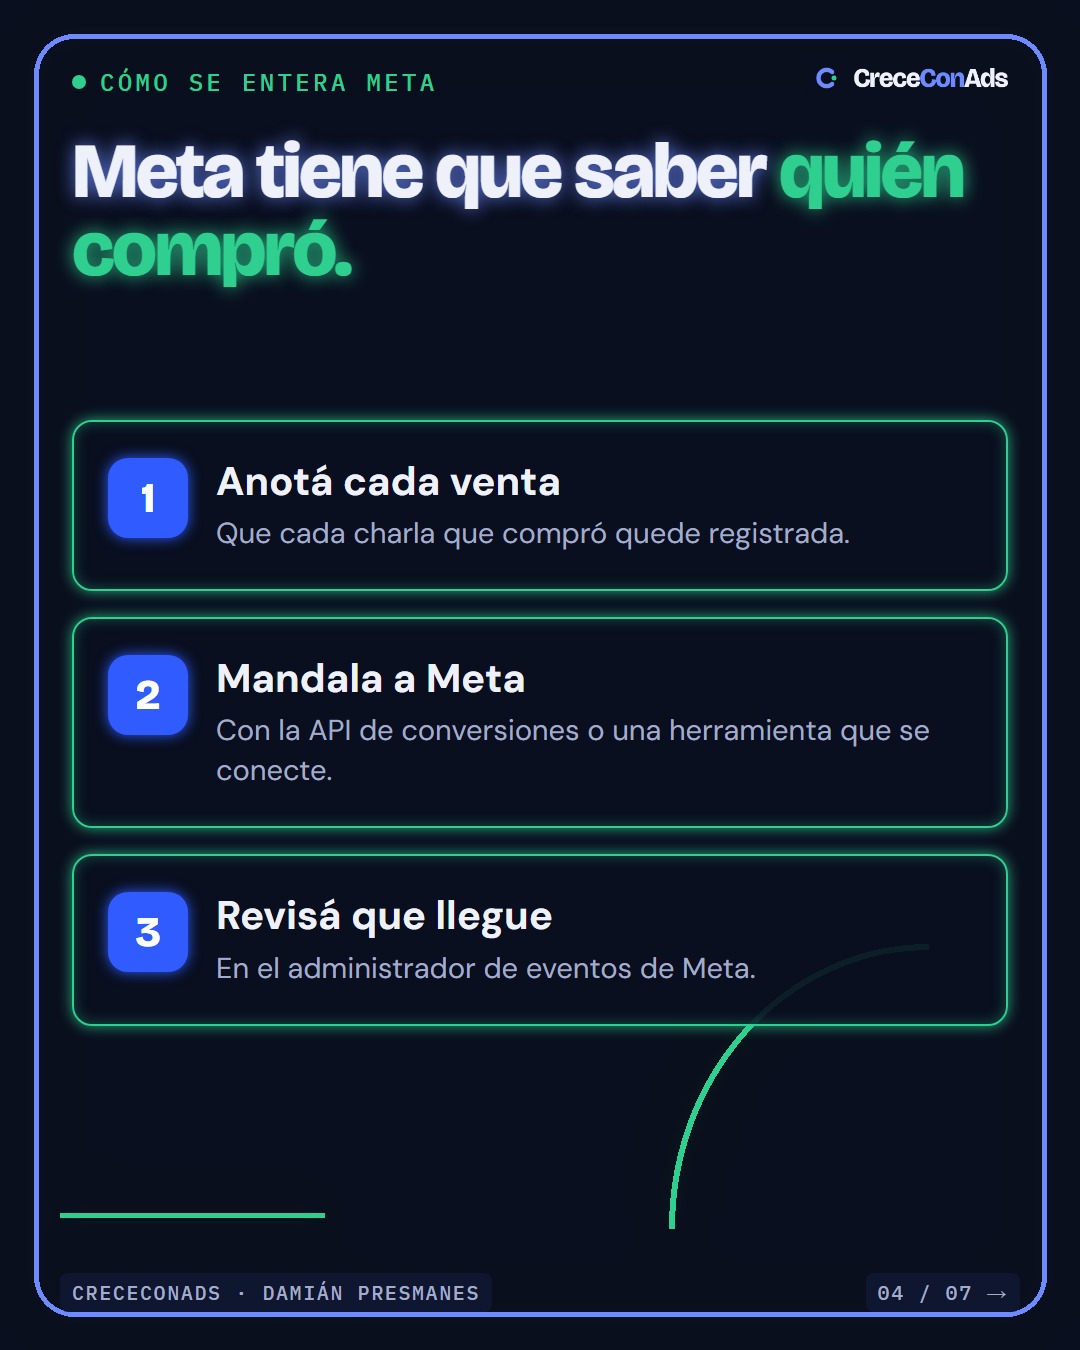 CÓMO SE ENTERA META
CreceConAds
Meta tiene que saber quién
compró.
1
Anotá cada venta
Que cada charla que compró quede registrada.
2
Mandala a Meta
Con la API de conversiones o una herramienta que se
conecte.
3
Revisá que llegue
En el administrador de eventos de Meta.
CRECECONADS · DAMIÁN PRESMANES
04 / 07 →